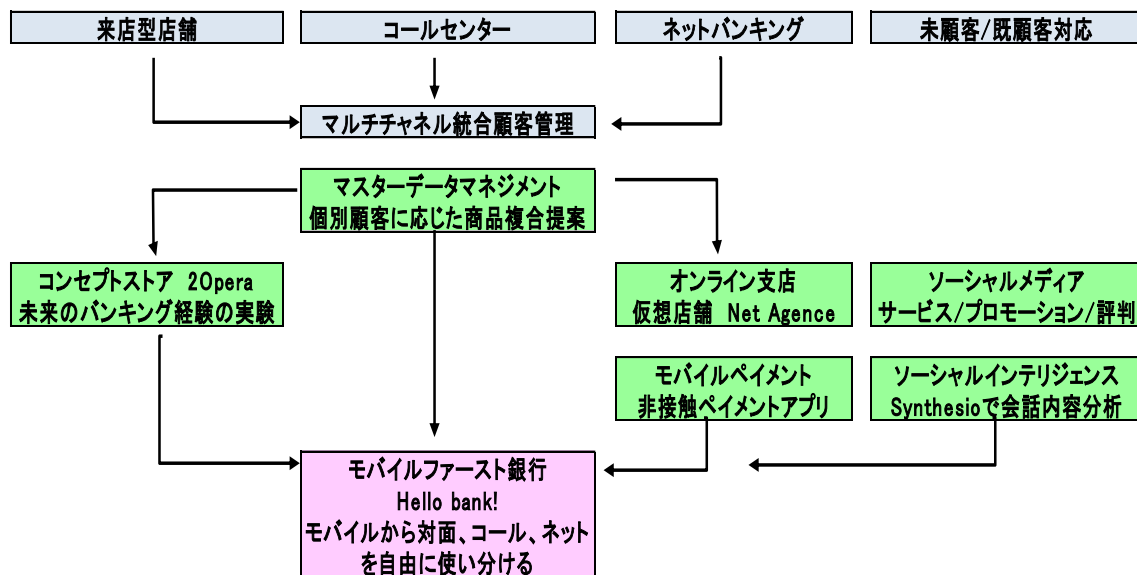 来店型店舗
コールセンター
ネットバンキング
未顧客/既顧客対応
マルチチャネル統合顧客管理
マスターデータマネジメント
個別顧客に応じた商品複合提案
コンセプトストア 2Opera
未来のバンキング経験の実験
オンライン支店
仮想店舗 Net Agence
ソーシャルメディア
サービス/プロモーション/評判
モバイルペイメント
非接触ペイメントアプリ
ソーシャルインテリジェンス
Synthesioで会話内容分析
モバイルファースト銀行
Hello bank!
モバイルから対面、コール、ネット
を自由に使い分ける